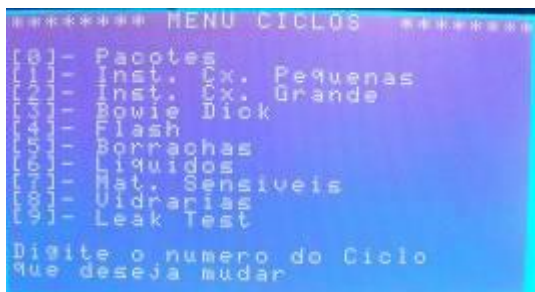 ******** MENU CICLOS ********
[0]- Pacotes
[1]- Inst. Cx. Pequenas
[2]- Inst. Cx. Grande
[3]- Bowie Dick
[4]- Flash
[5]- Borrachas
[6]- Liquidos
[7]- Mat. Sensiveis
[8]- Vidrarias
[9]- Leak Test
Digite o numero do Ciclo
que deseja mudar